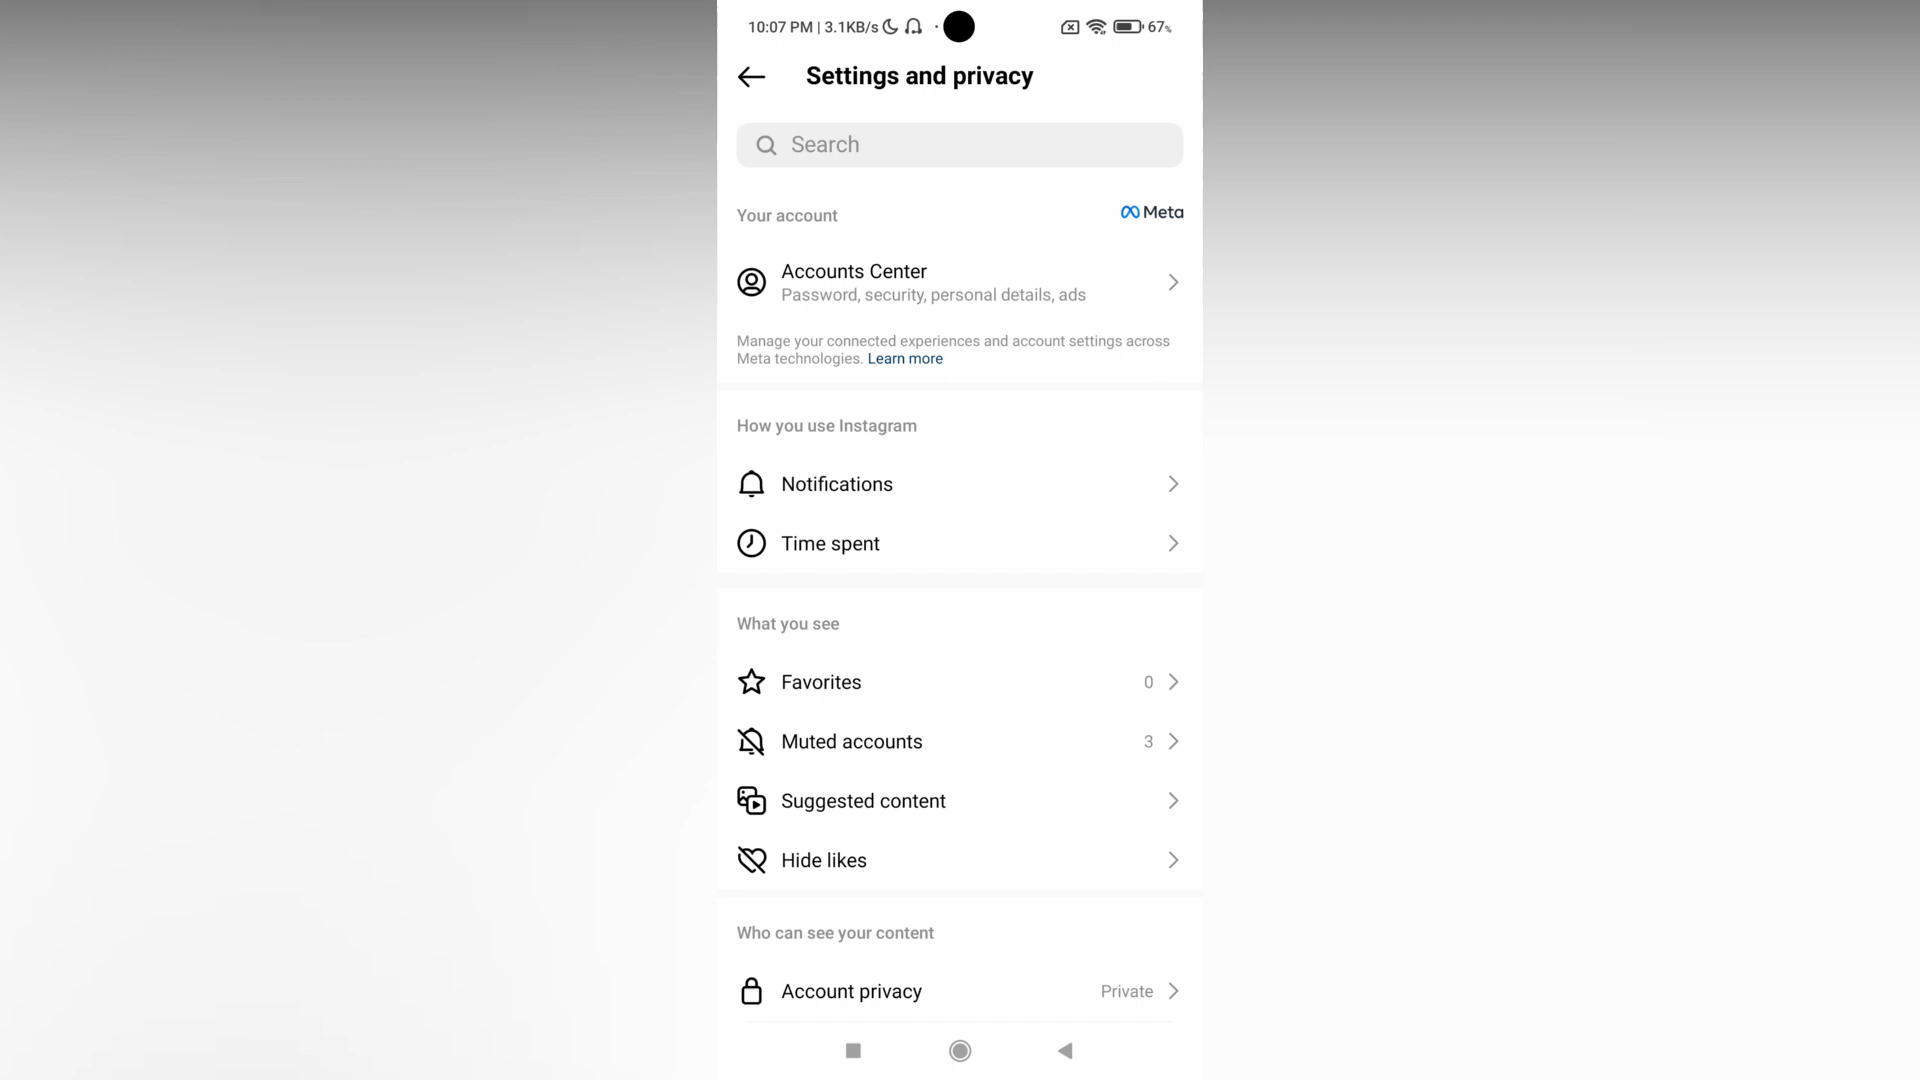 10:07 PM | 3.1KB/s 67%
Settings and privacy
Search
Your account
Meta
Accounts Center
Password, security, personal details, ads
Manage your connected experiences and account settings across
Meta technologies. Learn more
How you use Instagram
Notifications
Time spent
What you see
Favorites 0
Muted accounts 3
Suggested content
Hide likes
Who can see your content
Account privacy Private